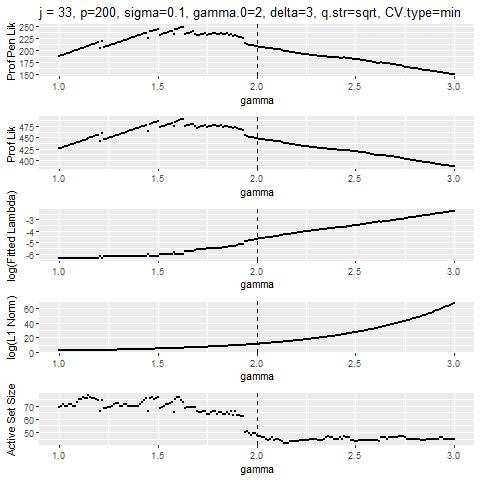 j = 33, p=200, sigma=0.1, gamma.0=2, delta=3, q.str=sqrt, CV.type=min
Prof Pen Lik
250
225
200
175
150
1.0 1.5 2.0 2.5 3.0
gamma
Prof Lik
475
450
425
400
1.0 1.5 2.0 2.5 3.0
gamma
log(Fitted Lambda)
-3
-4
-5
-6
1.0 1.5 2.0 2.5 3.0
gamma
log(L1 Norm)
60
40
20
0
1.0 1.5 2.0 2.5 3.0
gamma
Active Set Size
70
60
50
1.0 1.5 2.0 2.5 3.0
gamma